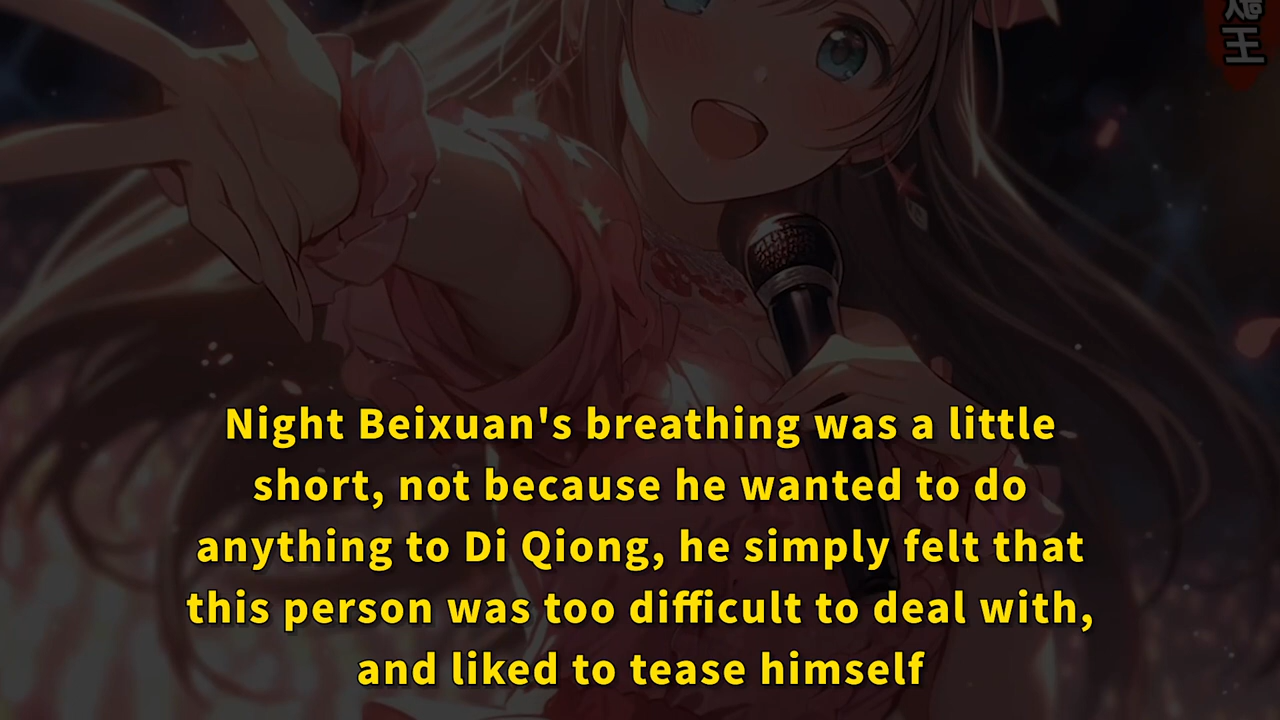 王
Night Beixuan's breathing was a little
short, not because he wanted to do
anything to Di Qiong, he simply felt that
this person was too difficult to deal with,
and liked to tease himself